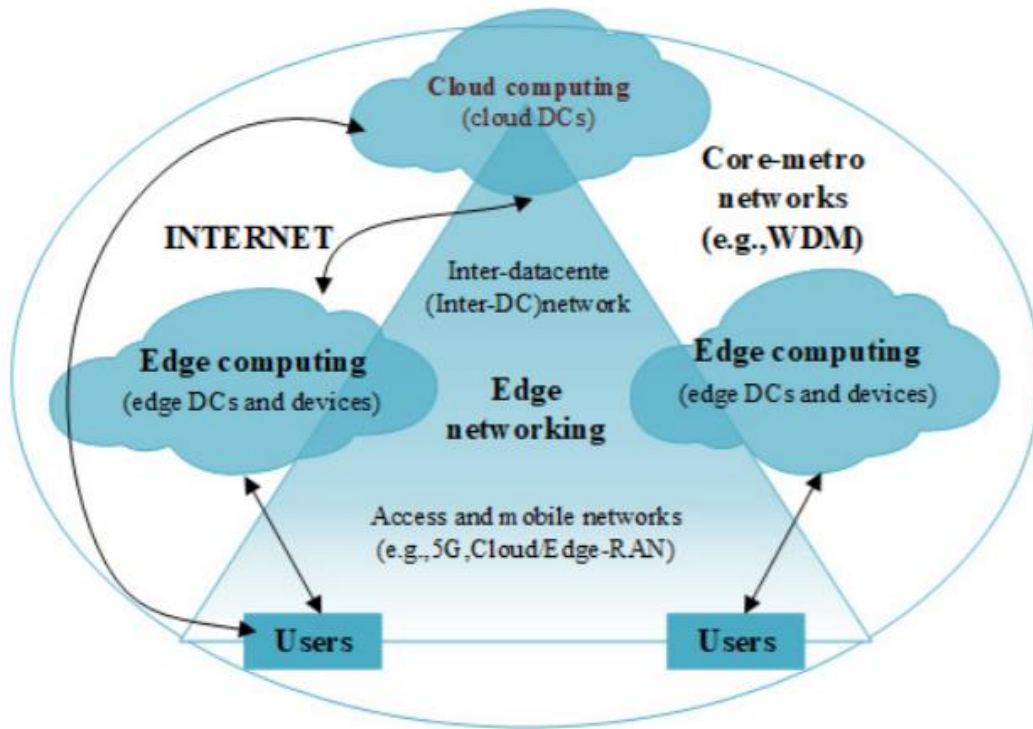 Cloud computing
(cloud DCs)
Core-metro
networks
(e.g.,WDM)
INTERNET
Inter-datacente
(Inter-DC)network
Edge computing
(edge DCs and devices)
Edge computing
(edge DCs and devices)
Edge
networking
Access and mobile networks
(e.g.,5G,Cloud/Edge-RAN)
Users
Users